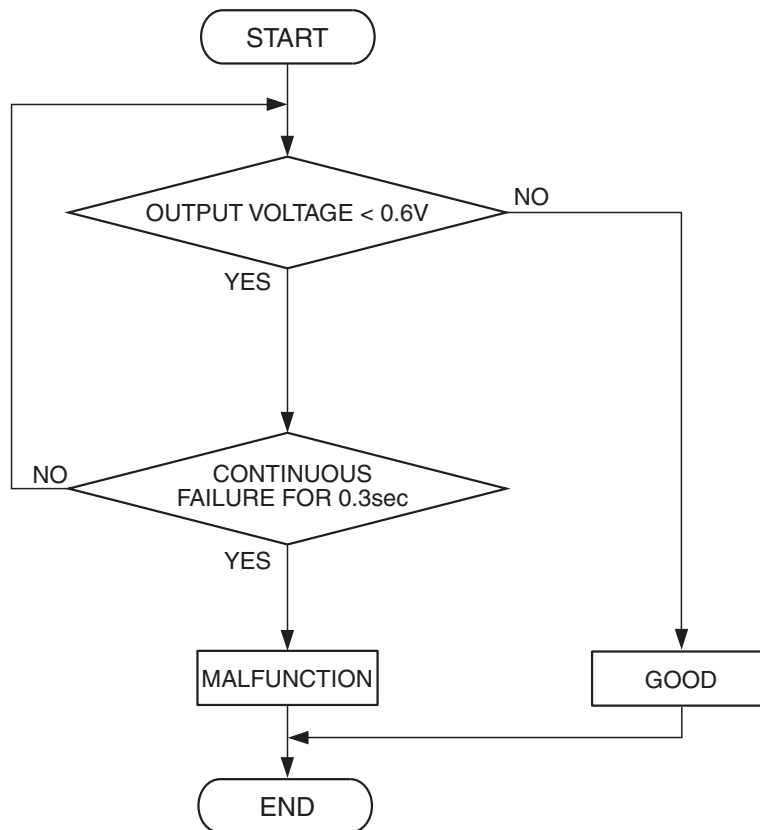 START
OUTPUT VOLTAGE < 0.6V
NO
YES
CONTINUOUS
FAILURE FOR 0.3sec
NO
YES
MALFUNCTION
GOOD
END